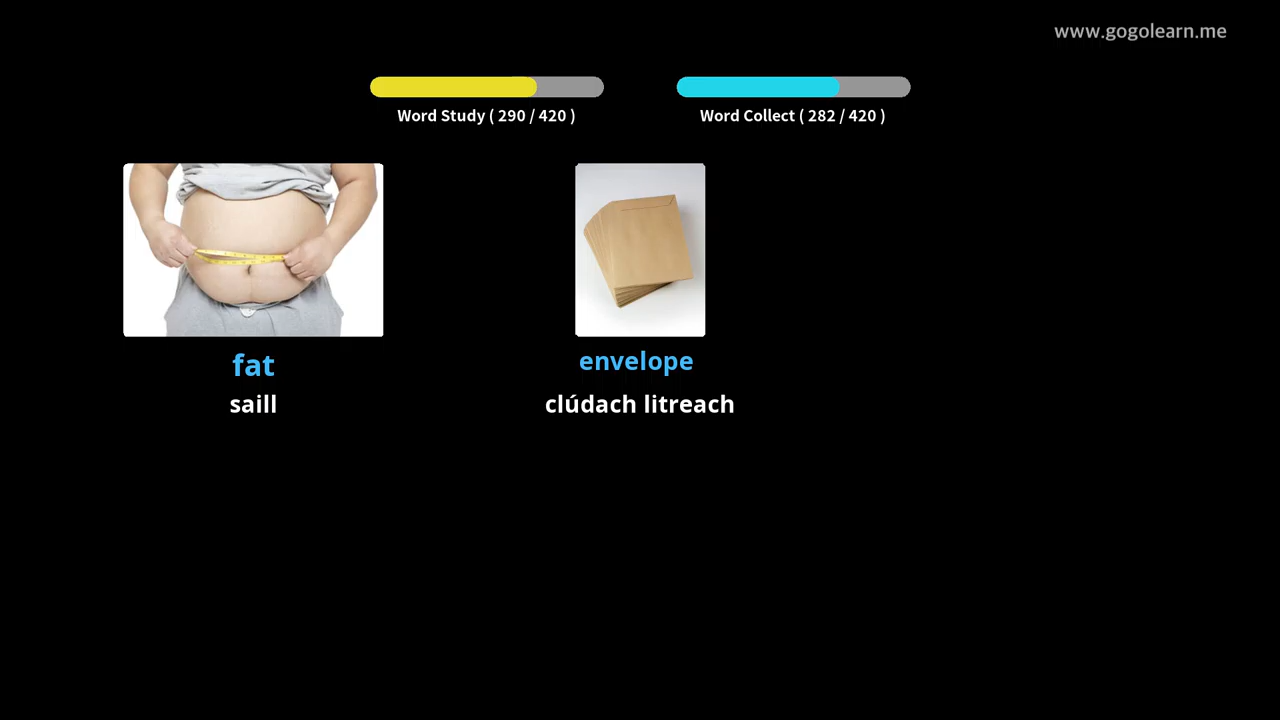 www.gogolearn.me
Word Study ( 290 / 420 )
Word Collect ( 282 / 420 )
fat
saill
envelope
clúdach litreach